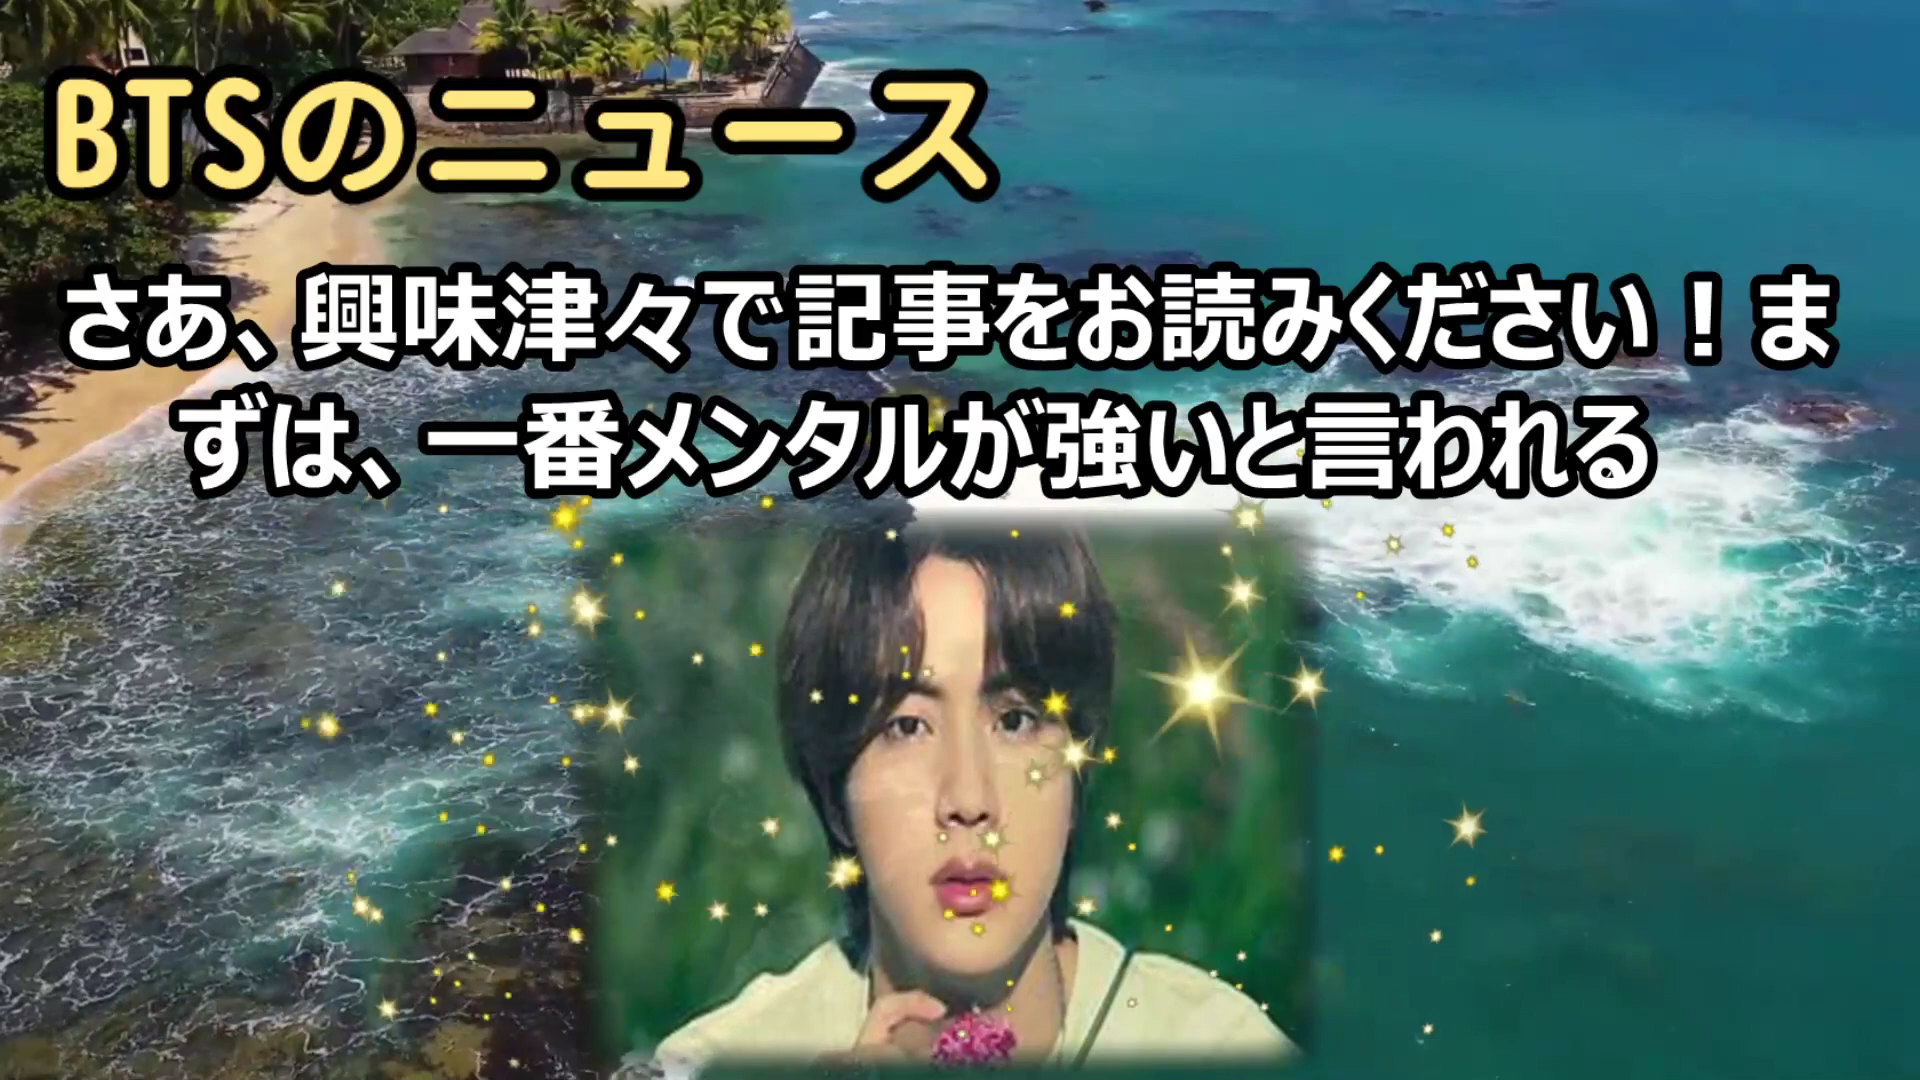 BTSのニュース
さあ、興味津々で記事をお読みください！ま
ずは、一番メンタルが強いと言われる